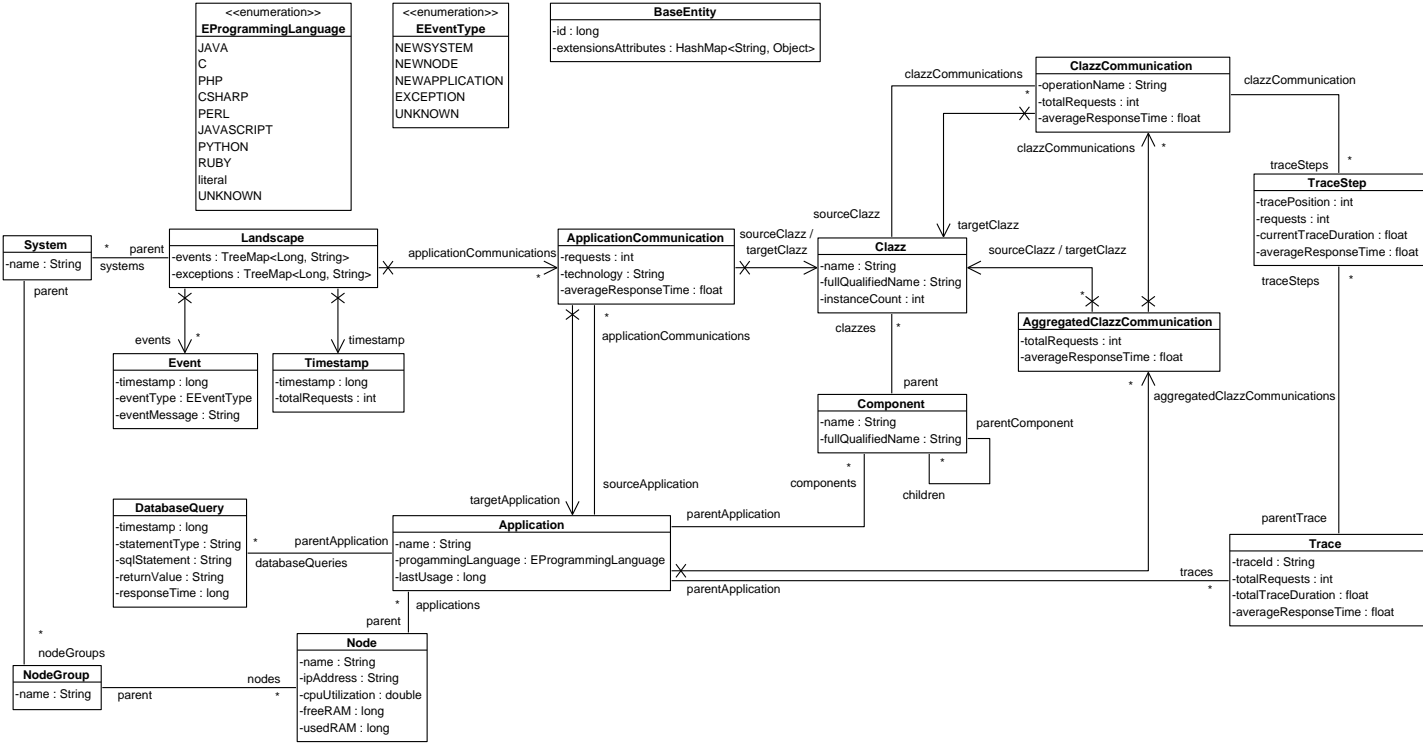 <<enumeration>>
EProgrammingLanguage
JAVA
C
PHP
CSHARP
PERL
JAVASCRIPT
PYTHON
RUBY
literal
UNKNOWN
<<enumeration>>
EEventType
NEWSYSTEM
NEWNODE
NEWAPPLICATION
EXCEPTION
UNKNOWN
BaseEntity
-id : long
-extensionsAttributes : HashMap<String, Object>
clazzCommunications
*
ClazzCommunication
-operationName : String
-totalRequests : int
-averageResponseTime : float
clazzCommunication
clazzCommunications
*
*
traceSteps
TraceStep
-tracePosition : int
-requests : int
-currentTraceDuration : float
-averageResponseTime : float
*
traceSteps
System
-name : String
*
parent
systems
parent
Landscape
-events : TreeMap<Long, String>
-exceptions : TreeMap<Long, String>
applicationCommunications
*
ApplicationCommunication
-requests : int
-technology : String
-averageResponseTime : float
*
applicationCommunications
sourceClazz /
targetClazz
sourceClazz
targetClazz
Clazz
-name : String
-fullQualifiedName : String
-instanceCount : int
sourceClazz / targetClazz
*
clazzes
*
AggregatedClazzCommunication
-totalRequests : int
-averageResponseTime : float
*
aggregatedClazzCommunications
events
*
timestamp
Event
-timestamp : long
-eventType : EEventType
-eventMessage : String
Timestamp
-timestamp : long
-totalRequests : int
parent
Component
-name : String
-fullQualifiedName : String
parentComponent
*
children
*
components
targetApplication
sourceApplication
DatabaseQuery
-timestamp : long
-statementType : String
-sqlStatement : String
-returnValue : String
-responseTime : long
*
parentApplication
databaseQueries
Application
-name : String
-progammingLanguage : EProgrammingLanguage
-lastUsage : long
parentApplication
parentApplication
traces
*
parentTrace
Trace
-traceId : String
-totalRequests : int
-totalTraceDuration : float
-averageResponseTime : float
*
applications
parent
Node
-name : String
-ipAddress : String
-cpuUtilization : double
-freeRAM : long
-usedRAM : long
*
nodeGroups
NodeGroup
-name : String
parent
nodes
*